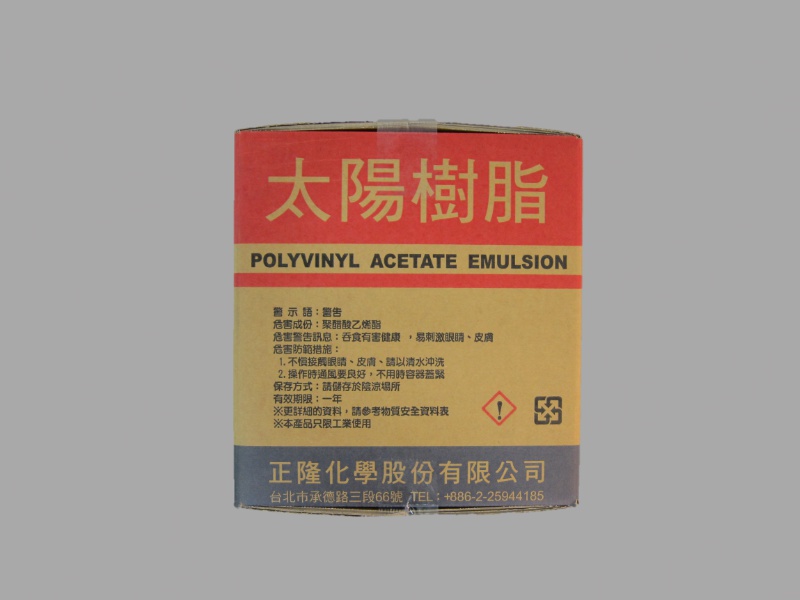 太陽樹脂
POLYVINYL ACETATE EMULSION
警 示 語：警告
危害成份：聚醋酸乙烯酯
危害警告訊息：吞食有害健康 ，易刺激眼睛、皮膚
危害防範措施：
1.不慎接觸眼睛、皮膚、請以清水沖洗
2.操作時通風要良好，不用時容器蓋緊
保存方式：請儲存於陰涼場所
有效期限：一年
※更詳細的資料，請參考物質安全資料表
※本產品只限工業使用
正隆化學股份有限公司
台北市承德路三段66號 TEL：+886-2-25944185